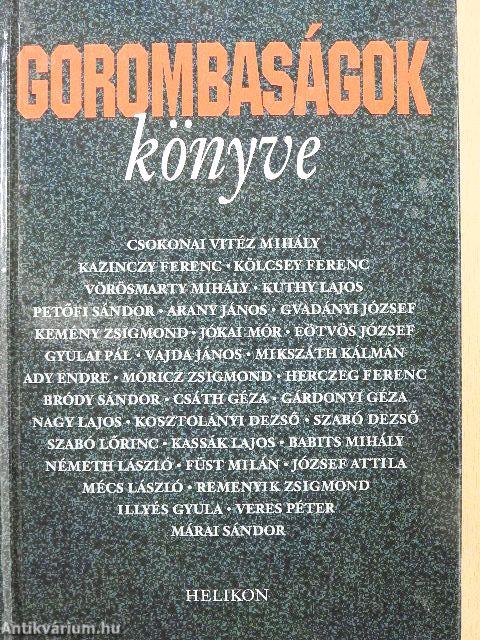 GOROMBASÁGOK
könyve
CSOKONAI VITÉZ MIHÁLY
KAZINCZY FERENC · KÖLCSEY FERENC
VÖRÖSMARTY MIHÁLY · KUTHY LAJOS
PETŐFI SÁNDOR · ARANY JÁNOS · GVADÁNYI JÓZSEF
KEMÉNY ZSIGMOND · JÓKAI MÓR · EÖTVÖS JÓZSEF
GYULAI PÁL · VAJDA JÁNOS · MIKSZÁTH KÁLMÁN
ADY ENDRE · MÓRICZ ZSIGMOND · HERCZEG FERENC
BRÓDY SÁNDOR · CSÁTH GÉZA · GÁRDONYI GÉZA
NAGY LAJOS · KOSZTOLÁNYI DEZSŐ · SZABÓ DEZSŐ
SZABÓ LŐRINC · KASSÁK LAJOS · BABITS MIHÁLY
NÉMETH LÁSZLÓ · FÜST MILÁN · JÓZSEF ATTILA
MÉCS LÁSZLÓ · REMENYIK ZSIGMOND
ILLYÉS GYULA · VERES PÉTER
MÁRAI SÁNDOR
HELIKON
Antikvárium.hu